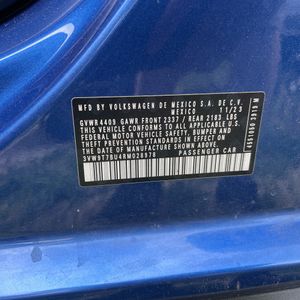 MFD BY VOLKSWAGEN DE MEXICO S.A. DE C.V.
MEXICO 11/23
GVWR 4409 GAWR FRONT 2337 / REAR 2183 LBS
THIS VEHICLE CONFORMS TO ALL APPLICABLE
FEDERAL MOTOR VEHICLE SAFETY, BUMPER AND
THEFT PREVENTION STANDARDS IN EFFECT ON
THE DATE OF MANUFACTURE SHOWN ABOVE
3VW9T7BU4RM028978 PASSENGER CAR